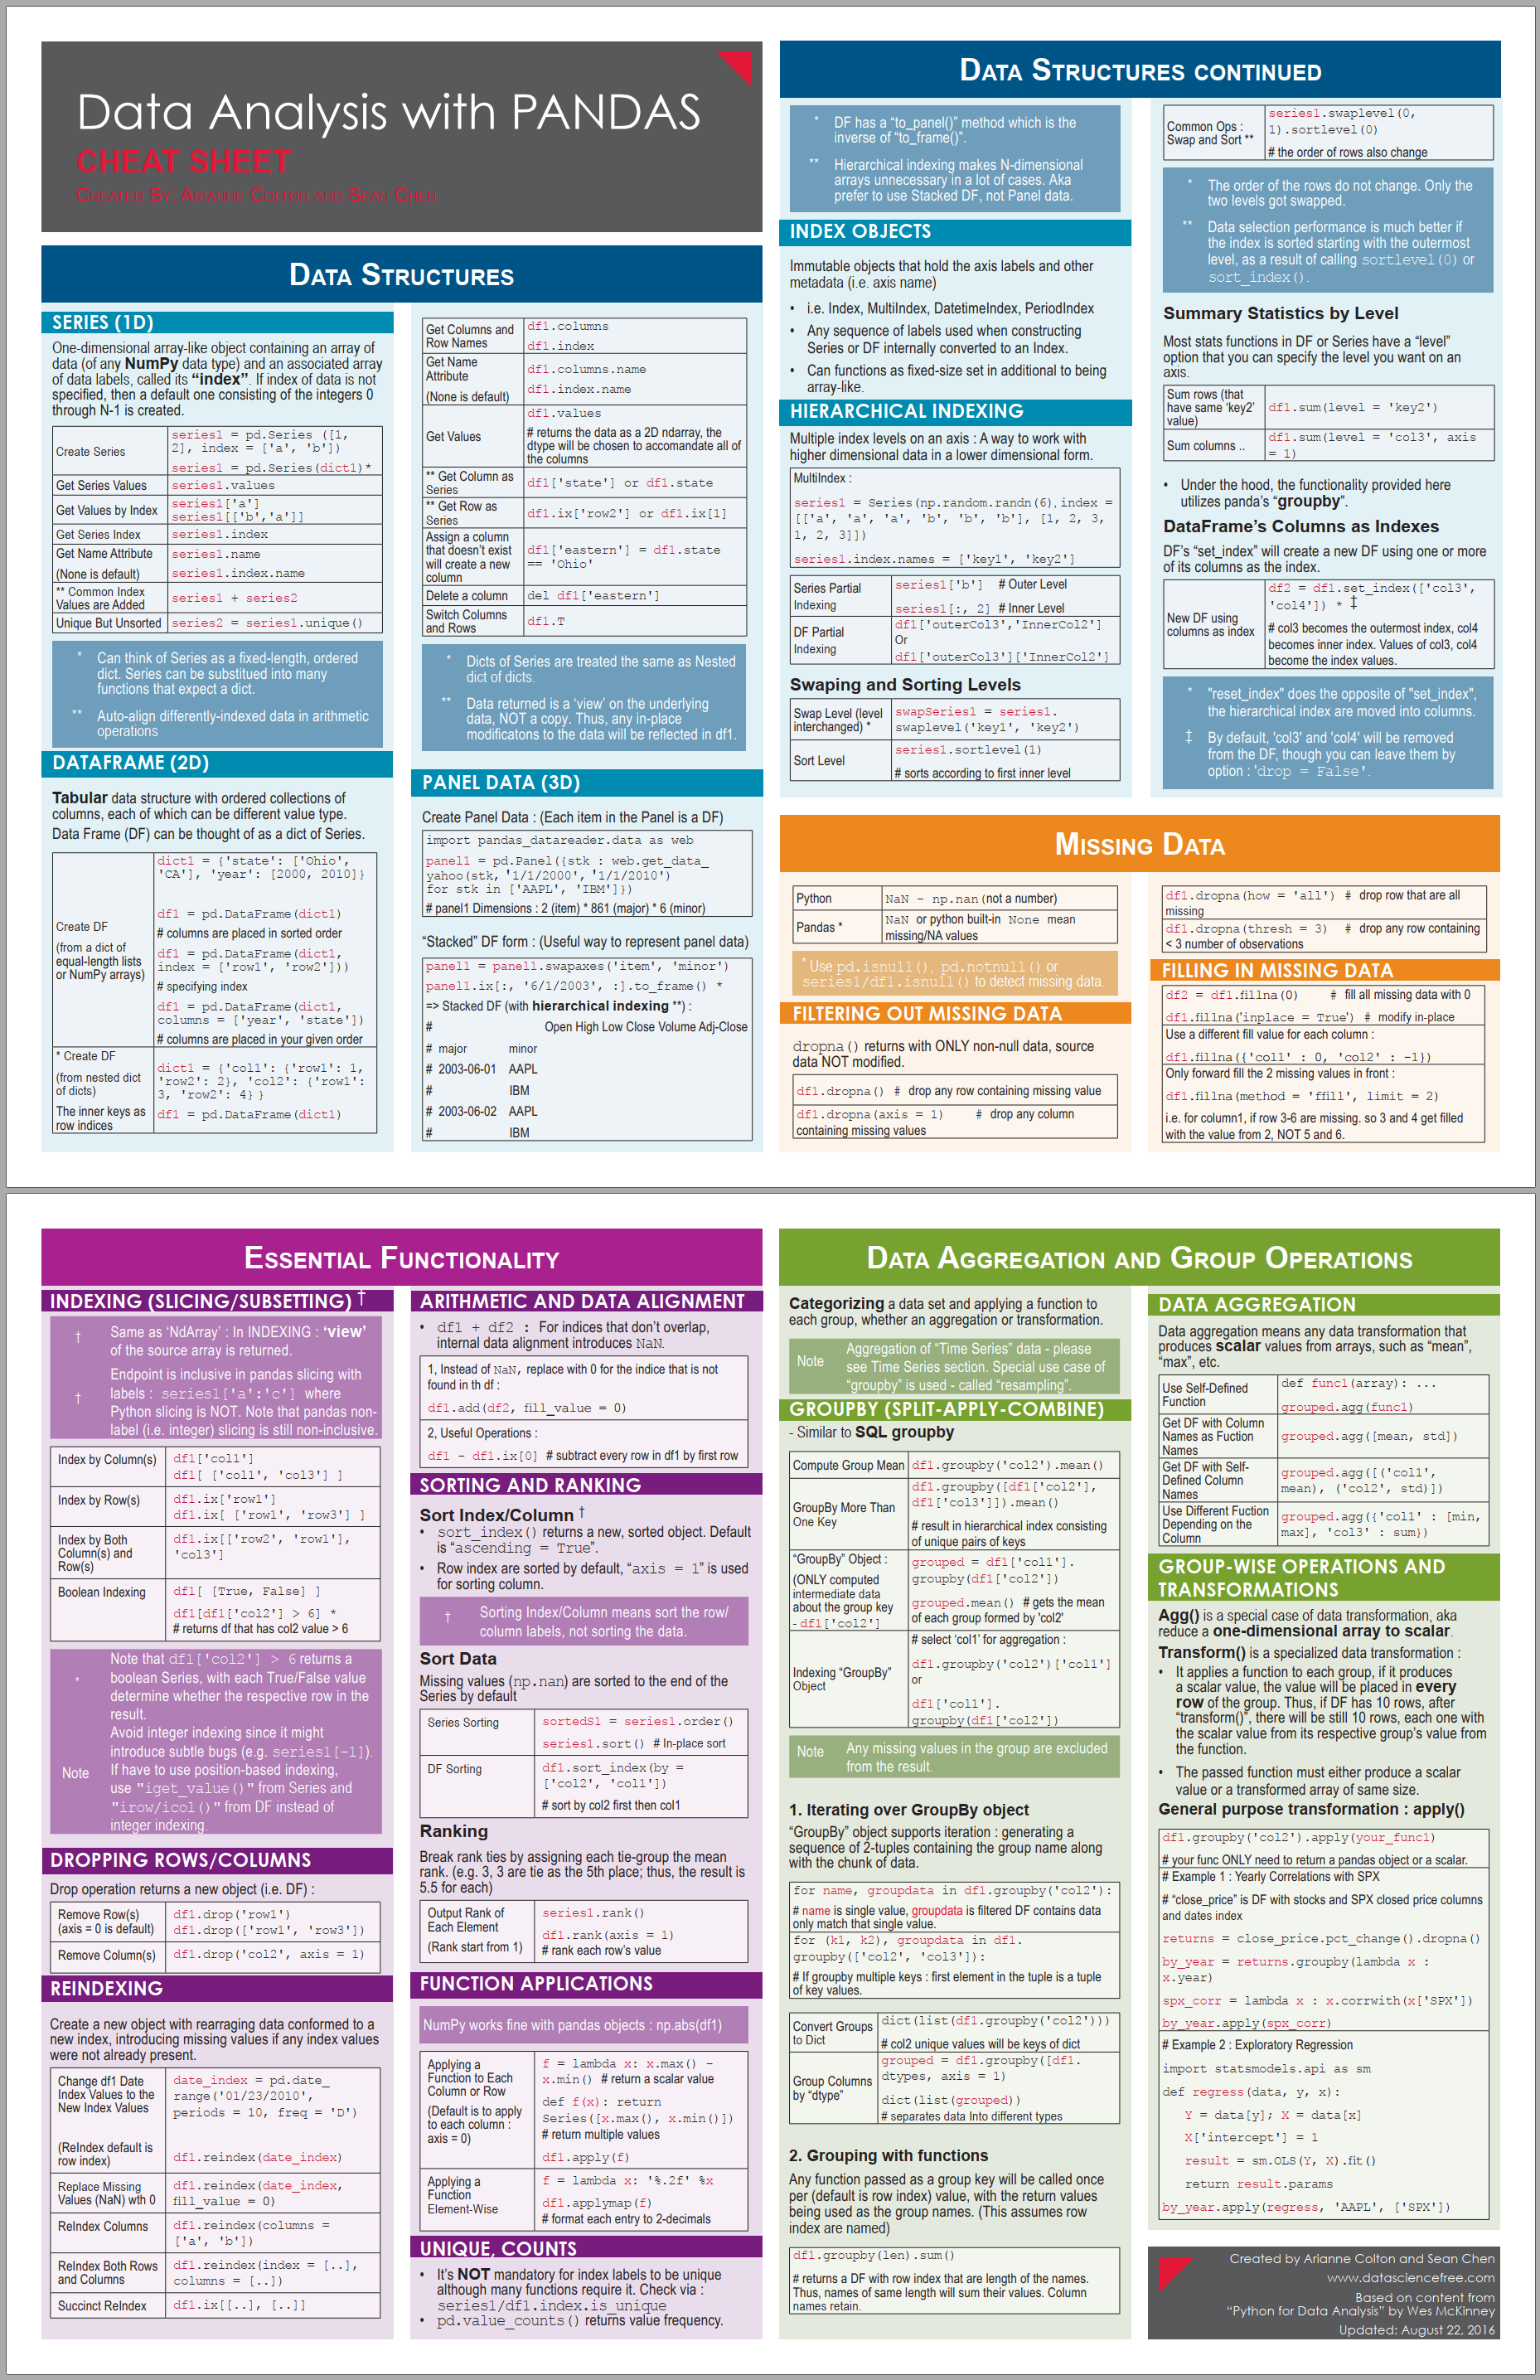 Data Analysis with PANDAS
CHEAT SHEET
Created By: Arianne Colton and Sean Chen
Data Structures
SERIES (1D)
One-dimensional array-like object containing an array of
data (of any NumPy data type) and an associated array
of data labels, called its “index”. If index of data is not
specified, then a default one consisting of the integers 0
through N-1 is created.
Create Series
series1 = pd.Series ([1,
2], index = ['a', 'b'])
series1 = pd.Series(dict1)*
Get Series Values
series1.values
Get Values by Index
series1['a']
series1[['b','a']]
Get Series Index
series1.index
Get Name Attribute
(None is default)
series1.name
series1.index.name
** Common Index
Values are Added
series1 + series2
Unique But Unsorted
series2 = series1.unique()
* Can think of Series as a fixed-length, ordered
dict. Series can be substitued into many
functions that expect a dict.
** Auto-align differently-indexed data in arithmetic
operations
DATAFRAME (2D)
Tabular data structure with ordered collections of
columns, each of which can be different value type.
Data Frame (DF) can be thought of as a dict of Series.
Create DF
(from a dict of
equal-length lists
or NumPy arrays)
dict1 = {'state': ['Ohio',
'CA'], 'year': [2000, 2010]}
df1 = pd.DataFrame(dict1)
# columns are placed in sorted order
df1 = pd.DataFrame(dict1,
index = ['row1', 'row2']))
# specifying index
df1 = pd.DataFrame(dict1,
columns = ['year', 'state'])
# columns are placed in your given order
* Create DF
(from nested dict
of dicts)
The inner keys as
row indices
dict1 = {'col1': {'row1': 1,
'row2': 2}, 'col2': {'row1':
3, 'row2': 4} }
df1 = pd.DataFrame(dict1)
Get Columns and
Row Names
df1.columns
df1.index
Get Name
Attribute
(None is default)
df1.columns.name
df1.index.name
Get Values
df1.values
# returns the data as a 2D ndarray, the
dtype will be chosen to accomandate all of
the columns
** Get Column as
Series
df1['state'] or df1.state
** Get Row as
Series
df1.ix['row2'] or df1.ix[1]
Assign a column
that doesn’t exist
will create a new
column
df1['eastern'] = df1.state
== 'Ohio'
Delete a column
del df1['eastern']
Switch Columns
and Rows
df1.T
* Dicts of Series are treated the same as Nested
dict of dicts.
** Data returned is a ‘view’ on the underlying
data, NOT a copy. Thus, any in-place
modificatons to the data will be reflected in df1.
PANEL DATA (3D)
Create Panel Data : (Each item in the Panel is a DF)
import pandas_datareader.data as web
panel1 = pd.Panel({stk : web.get_data_
yahoo(stk, '1/1/2000', '1/1/2010')
for stk in ['AAPL', 'IBM']})
# panel1 Dimensions : 2 (item) * 861 (major) * 6 (minor)
“Stacked” DF form : (Useful way to represent panel data)
panel1 = panel1.swapaxes('item', 'minor')
panel1.ix[:, '6/1/2003', :].to_frame() *
=> Stacked DF (with hierarchical indexing **) :
# Open High Low Close Volume Adj-Close
# major minor
# 2003-06-01 AAPL
# IBM
# 2003-06-02 AAPL
# IBM
Data Structures continued
* DF has a “to_panel()” method which is the
inverse of “to_frame()”.
** Hierarchical indexing makes N-dimensional
arrays unnecessary in a lot of cases. Aka
prefer to use Stacked DF, not Panel data.
INDEX OBJECTS
Immutable objects that hold the axis labels and other
metadata (i.e. axis name)
• i.e. Index, MultiIndex, DatetimeIndex, PeriodIndex
• Any sequence of labels used when constructing
Series or DF internally converted to an Index.
• Can functions as fixed-size set in additional to being
array-like.
HIERARCHICAL INDEXING
Multiple index levels on an axis : A way to work with
higher dimensional data in a lower dimensional form.
MultiIndex :
series1 = Series(np.random.randn(6), index =
[['a', 'a', 'a', 'b', 'b', 'b'], [1, 2, 3,
1, 2, 3]])
series1.index.names = ['key1', 'key2']
Series Partial
Indexing
series1['b'] # Outer Level
series1[:, 2] # Inner Level
DF Partial
Indexing
df1['outerCol3','InnerCol2']
Or
df1['outerCol3']['InnerCol2']
Swaping and Sorting Levels
Swap Level (level
interchanged) *
swapSeries1 = series1.
swaplevel('key1', 'key2')
Sort Level
series1.sortlevel(1)
# sorts according to first inner level
Common Ops :
Swap and Sort **
series1.swaplevel(0,
1).sortlevel(0)
# the order of rows also change
* The order of the rows do not change. Only the
two levels got swapped.
** Data selection performance is much better if
the index is sorted starting with the outermost
level, as a result of calling sortlevel(0) or
sort_index().
Summary Statistics by Level
Most stats functions in DF or Series have a “level”
option that you can specify the level you want on an
axis.
Sum rows (that
have same ‘key2’
value)
df1.sum(level = 'key2')
Sum columns ..
df1.sum(level = 'col3', axis
= 1)
• Under the hood, the functionality provided here
utilizes panda’s “groupby”.
DataFrame’s Columns as Indexes
DF’s “set_index” will create a new DF using one or more
of its columns as the index.
New DF using
columns as index
df2 = df1.set_index(['col3',
'col4']) * ‡
# col3 becomes the outermost index, col4
becomes inner index. Values of col3, col4
become the index values.
* "reset_index" does the opposite of "set_index",
the hierarchical index are moved into columns.
‡ By default, 'col3' and 'col4' will be removed
from the DF, though you can leave them by
option : 'drop = False'.
Missing Data
Python
NaN - np.nan (not a number)
Pandas *
NaN or python built-in None mean
missing/NA values
* Use pd.isnull(), pd.notnull() or
series1/df1.isnull() to detect missing data.
FILTERING OUT MISSING DATA
dropna() returns with ONLY non-null data, source
data NOT modified.
df1.dropna() # drop any row containing missing value
df1.dropna(axis = 1) # drop any column
containing missing values
df1.dropna(how = 'all') # drop row that are all
missing
df1.dropna(thresh = 3) # drop any row containing
< 3 number of observations
FILLING IN MISSING DATA
df2 = df1.fillna(0) # fill all missing data with 0
df1.fillna('inplace = True') # modify in-place
Use a different fill value for each column :
df1.fillna({'col1' : 0, 'col2' : -1})
Only forward fill the 2 missing values in front :
df1.fillna(method = 'ffill', limit = 2)
i.e. for column1, if row 3-6 are missing. so 3 and 4 get filled
with the value from 2, NOT 5 and 6.
Essential Functionality
INDEXING (SLICING/SUBSETTING) †
† Same as ‘NdArray’ : In INDEXING : ‘view’
of the source array is returned.
† Endpoint is inclusive in pandas slicing with
labels : series1['a':'c'] where
Python slicing is NOT. Note that pandas non-
label (i.e. integer) slicing is still non-inclusive.
Index by Column(s)
df1['col1']
df1[ ['col1', 'col3'] ]
Index by Row(s)
df1.ix['row1']
df1.ix[ ['row1', 'row3'] ]
Index by Both
Column(s) and
Row(s)
df1.ix[['row2', 'row1'],
'col3']
Boolean Indexing
df1[ [True, False] ]
df1[df1['col2'] > 6] *
# returns df that has col2 value > 6
* Note that df1['col2'] > 6 returns a
boolean Series, with each True/False value
determine whether the respective row in the
result.
Note Avoid integer indexing since it might
introduce subtle bugs (e.g. series1[-1]).
If have to use position-based indexing,
use "iget_value()" from Series and
"irow/icol()" from DF instead of
integer indexing.
DROPPING ROWS/COLUMNS
Drop operation returns a new object (i.e. DF) :
Remove Row(s)
(axis = 0 is default)
df1.drop('row1')
df1.drop(['row1', 'row3'])
Remove Column(s)
df1.drop('col2', axis = 1)
REINDEXING
Create a new object with rearraging data conformed to a
new index, introducing missing values if any index values
were not already present.
Change df1 Date
Index Values to the
New Index Values
(ReIndex default is
row index)
date_index = pd.date_
range('01/23/2010',
periods = 10, freq = 'D')
df1.reindex(date_index)
Replace Missing
Values (NaN) wth 0
df1.reindex(date_index,
fill_value = 0)
ReIndex Columns
df1.reindex(columns =
['a', 'b'])
ReIndex Both Rows
and Columns
df1.reindex(index = [..],
columns = [..])
Succinct ReIndex
df1.ix[[..], [..]]
ARITHMETIC AND DATA ALIGNMENT
• df1 + df2 : For indices that don’t overlap,
internal data alignment introduces NaN.
1, Instead of NaN, replace with 0 for the indice that is not
found in th df :
df1.add(df2, fill_value = 0)
2, Useful Operations :
df1 - df1.ix[0] # subtract every row in df1 by first row
SORTING AND RANKING
Sort Index/Column †
• sort_index() returns a new, sorted object. Default
is “ascending = True”.
• Row index are sorted by default, “axis = 1” is used
for sorting column.
† Sorting Index/Column means sort the row/
column labels, not sorting the data.
Sort Data
Missing values (np.nan) are sorted to the end of the
Series by default
Series Sorting
sortedS1 = series1.order()
series1.sort() # In-place sort
DF Sorting
df1.sort_index(by =
['col2', 'col1'])
# sort by col2 first then col1
Ranking
Break rank ties by assigning each tie-group the mean
rank. (e.g. 3, 3 are tie as the 5th place; thus, the result is
5.5 for each)
Output Rank of
Each Element
(Rank start from 1)
series1.rank()
df1.rank(axis = 1)
# rank each row’s value
FUNCTION APPLICATIONS
NumPy works fine with pandas objects : np.abs(df1)
Applying a
Function to Each
Column or Row
(Default is to apply
to each column :
axis = 0)
f = lambda x: x.max() -
x.min() # return a scalar value
def f(x): return
Series([x.max(), x.min()])
# return multiple values
df1.apply(f)
Applying a
Function
Element-Wise
f = lambda x: '%.2f' %x
df1.applymap(f)
# format each entry to 2-decimals
UNIQUE, COUNTS
• It’s NOT mandatory for index labels to be unique
although many functions require it. Check via :
series1/df1.index.is_unique
• pd.value_counts() returns value frequency.
Data Aggregation and Group Operations
Categorizing a data set and applying a function to
each group, whether an aggregation or transformation.
Note Aggregation of “Time Series” data - please
see Time Series section. Special use case of
“groupby” is used - called “resampling”.
GROUPBY (SPLIT-APPLY-COMBINE)
- Similar to SQL groupby
Compute Group Mean
df1.groupby('col2').mean()
GroupBy More Than
One Key
df1.groupby([df1['col2'],
df1['col3']]).mean()
# result in hierarchical index consisting
of unique pairs of keys
“GroupBy” Object :
(ONLY computed
intermediate data
about the group key
- df1['col2']
grouped = df1['col1'].
groupby(df1['col2'])
grouped.mean() # gets the mean
of each group formed by 'col2'
Indexing “GroupBy”
Object
# select ‘col1’ for aggregation :
df1.groupby('col2')['col1']
or
df1['col1'].
groupby(df1['col2'])
Note Any missing values in the group are excluded
from the result.
1. Iterating over GroupBy object
“GroupBy” object supports iteration : generating a
sequence of 2-tuples containing the group name along
with the chunk of data.
for name, groupdata in df1.groupby('col2'):
# name is single value, groupdata is filtered DF contains data
only match that single value.
for (k1, k2), groupdata in df1.
groupby(['col2', 'col3']):
# If groupby multiple keys : first element in the tuple is a tuple
of key values.
Convert Groups
to Dict
dict(list(df1.groupby('col2')))
# col2 unique values will be keys of dict
Group Columns
by “dtype”
grouped = df1.groupby([df1.
dtypes, axis = 1)
dict(list(grouped))
# separates data Into different types
2. Grouping with functions
Any function passed as a group key will be called once
per (default is row index) value, with the return values
being used as the group names. (This assumes row
index are named)
df1.groupby(len).sum()
# returns a DF with row index that are length of the names.
Thus, names of same length will sum their values. Column
names retain.
DATA AGGREGATION
Data aggregation means any data transformation that
produces scalar values from arrays, such as “mean”,
“max”, etc.
Use Self-Defined
Function
def func1(array): ...
grouped.agg(func1)
Get DF with Column
Names as Fuction
Names
grouped.agg([mean, std])
Get DF with Self-
Defined Column
Names
grouped.agg([('col1',
mean), ('col2', std)])
Use Different Fuction
Depending on the
Column
grouped.agg({'col1' : [min,
max], 'col3' : sum})
GROUP-WISE OPERATIONS AND
TRANSFORMATIONS
Agg() is a special case of data transformation, aka
reduce a one-dimensional array to scalar.
Transform() is a specialized data transformation :
• It applies a function to each group, if it produces
a scalar value, the value will be placed in every
row of the group. Thus, if DF has 10 rows, after
“transform()”, there will be still 10 rows, each one with
the scalar value from its respective group’s value from
the function.
• The passed function must either produce a scalar
value or a transformed array of same size.
General purpose transformation : apply()
df1.groupby('col2').apply(your_func1)
# your func ONLY need to return a pandas object or a scalar.
# Example 1 : Yearly Correlations with SPX
# “close_price” is DF with stocks and SPX closed price columns
and dates index
returns = close_price.pct_change().dropna()
by_year = returns.groupby(lambda x :
x.year)
spx_corr = lambda x : x.corrwith(x['SPX'])
by_year.apply(spx_corr)
# Example 2 : Exploratory Regression
import statsmodels.api as sm
def regress(data, y, x):
Y = data[y]; X = data[x]
X['intercept'] = 1
result = sm.OLS(Y, X).fit()
return result.params
by_year.apply(regress, 'AAPL', ['SPX'])
Created by Arianne Colton and Sean Chen
www.datasciencefree.com
Based on content from
“Python for Data Analysis” by Wes McKinney
Updated: August 22, 2016